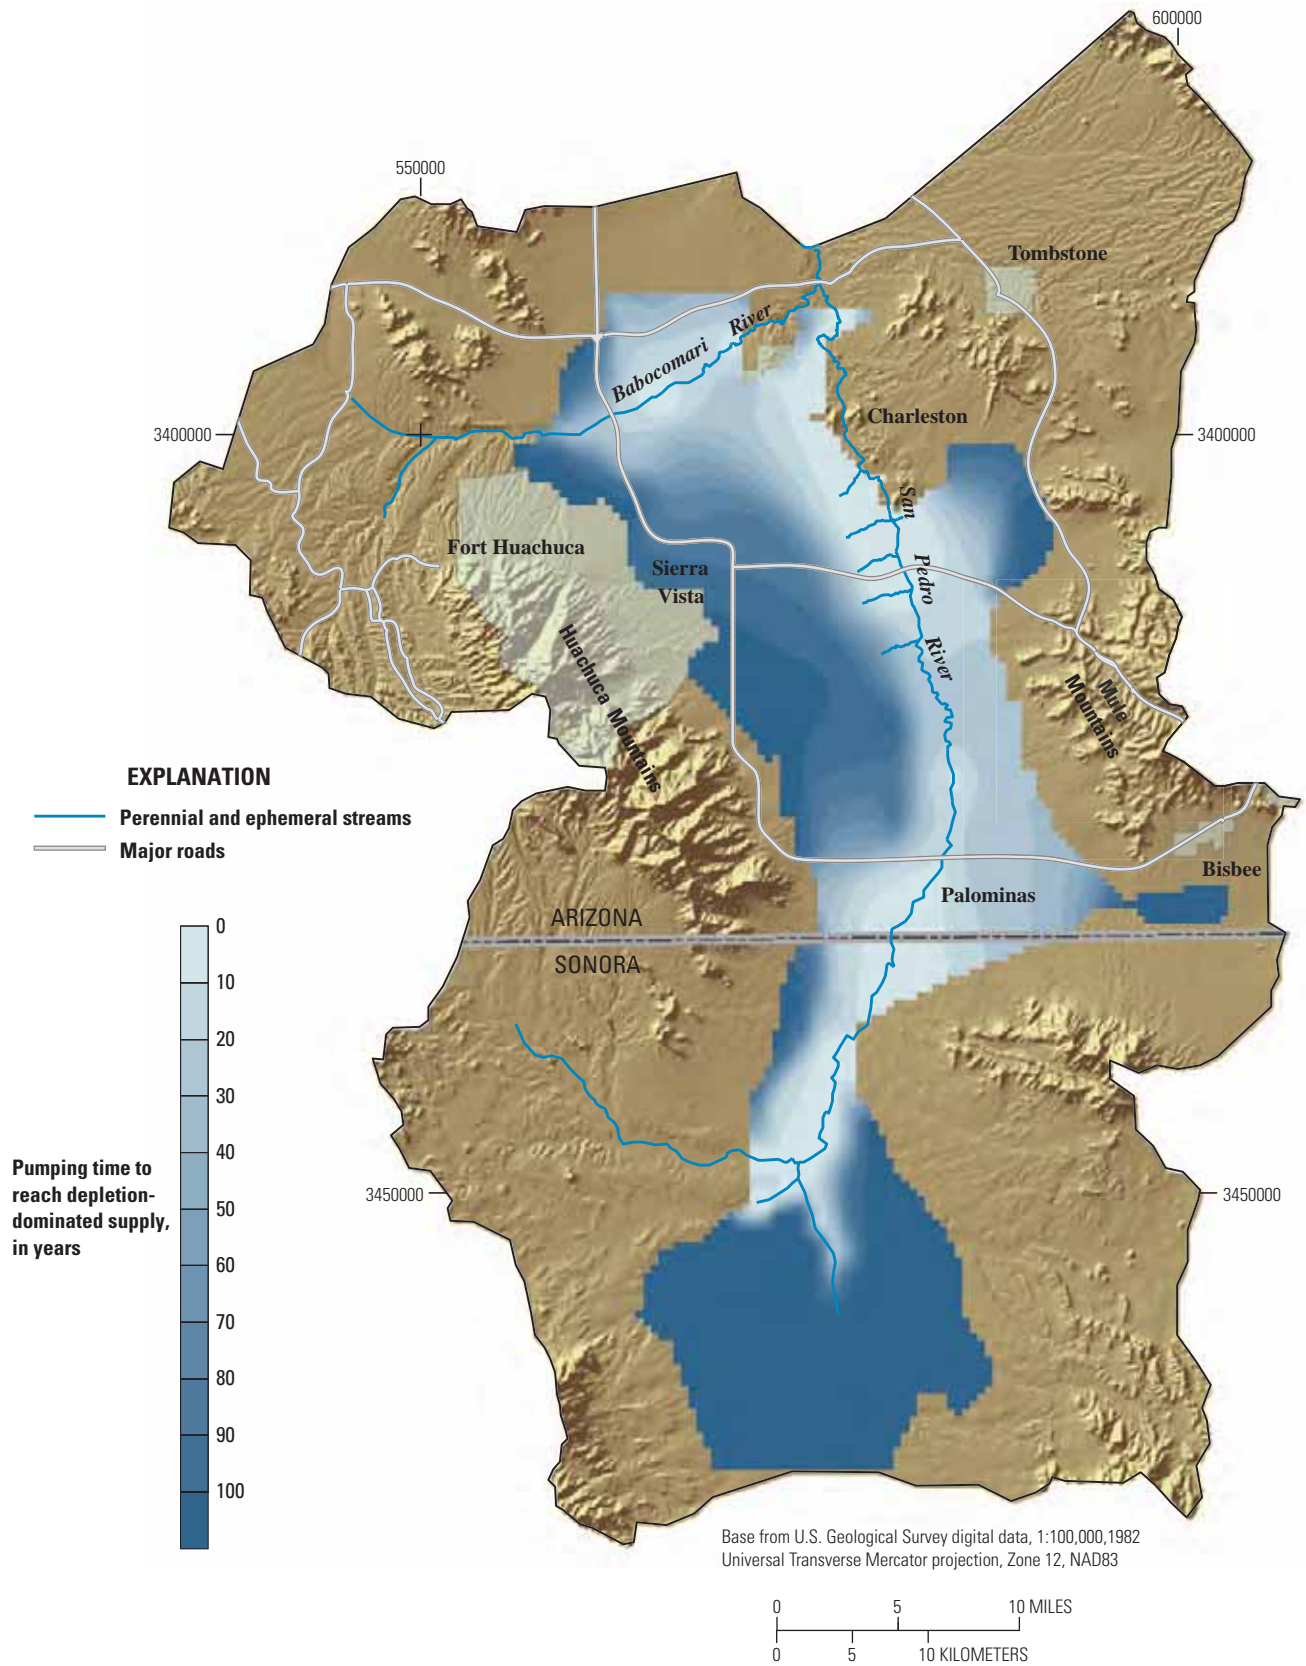 600000
550000
Tombstone
Babocomari River
Charleston
3400000
3400000
San Pedro River
Fort Huachuca
Sierra
Vista
Huachuca Mountains
Mule
Mountains
EXPLANATION
Perennial and ephemeral streams
Major roads
Bisbee
Palominas
ARIZONA
SONORA
0
10
20
30
40
50
60
70
80
90
100
Pumping time to
reach depletion-
dominated supply,
in years
3450000
3450000
Base from U.S. Geological Survey digital data, 1:100,000,1982
Universal Transverse Mercator projection, Zone 12, NAD83
0 5 10 MILES
0 5 10 KILOMETERS